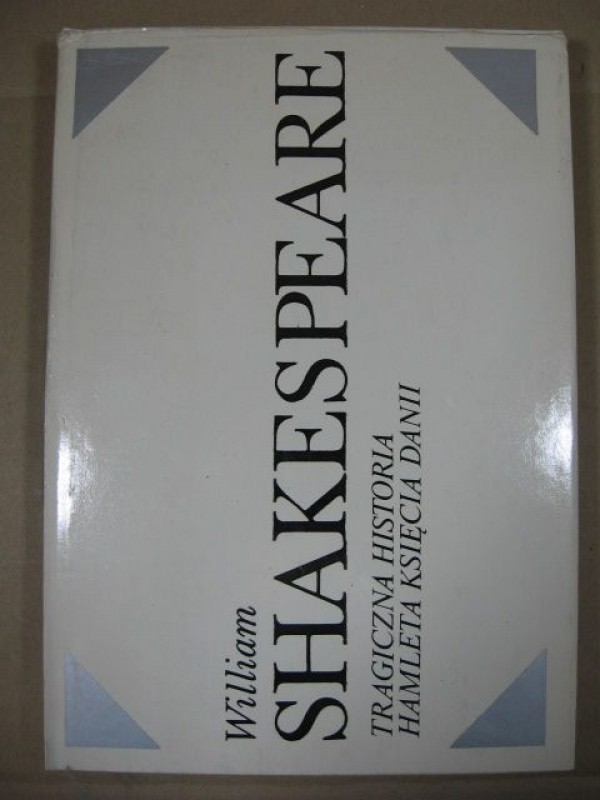 William
SHAKESPEARE
TRAGICZNA HISTORIA
HAMLETA KSIĘCIA DANII